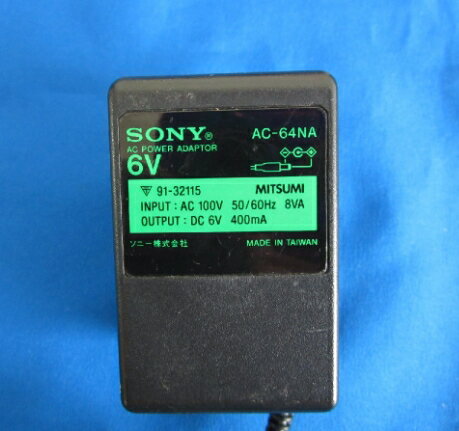 SONY® AC-64NA
AC POWER ADAPTOR
6V
91-32115 MITSUMI
INPUT : AC 100V 50/60Hz 8VA
OUTPUT : DC 6V 400mA
ソニー株式会社 MADE IN TAIWAN